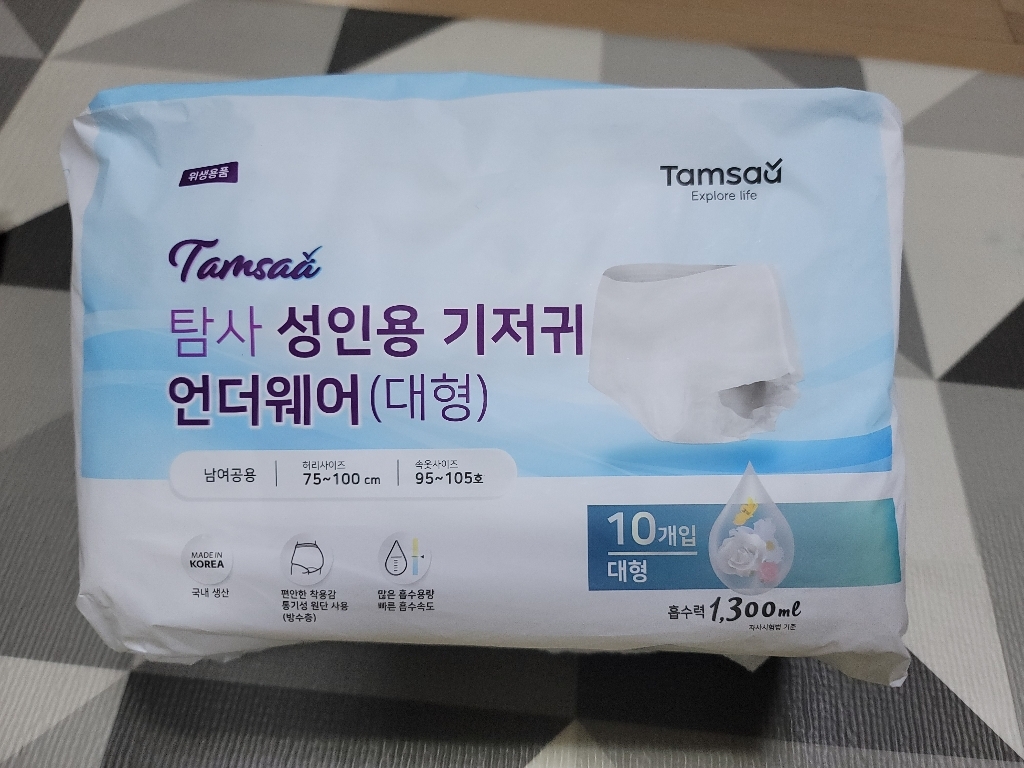 위생용품
Tamsaa
Explore life
Tamsaa
탐사 성인용 기저귀
언더웨어(대형)
남여공용
허리사이즈
75~100 cm
속옷사이즈
95~105호
10개입
대형
MADE IN
KOREA
국내 생산
편안한 착용감
통기성 원단 사용
(방수층)
많은 흡수용량
빠른 흡수속도
흡수력 1,300ml
자사시험법 기준